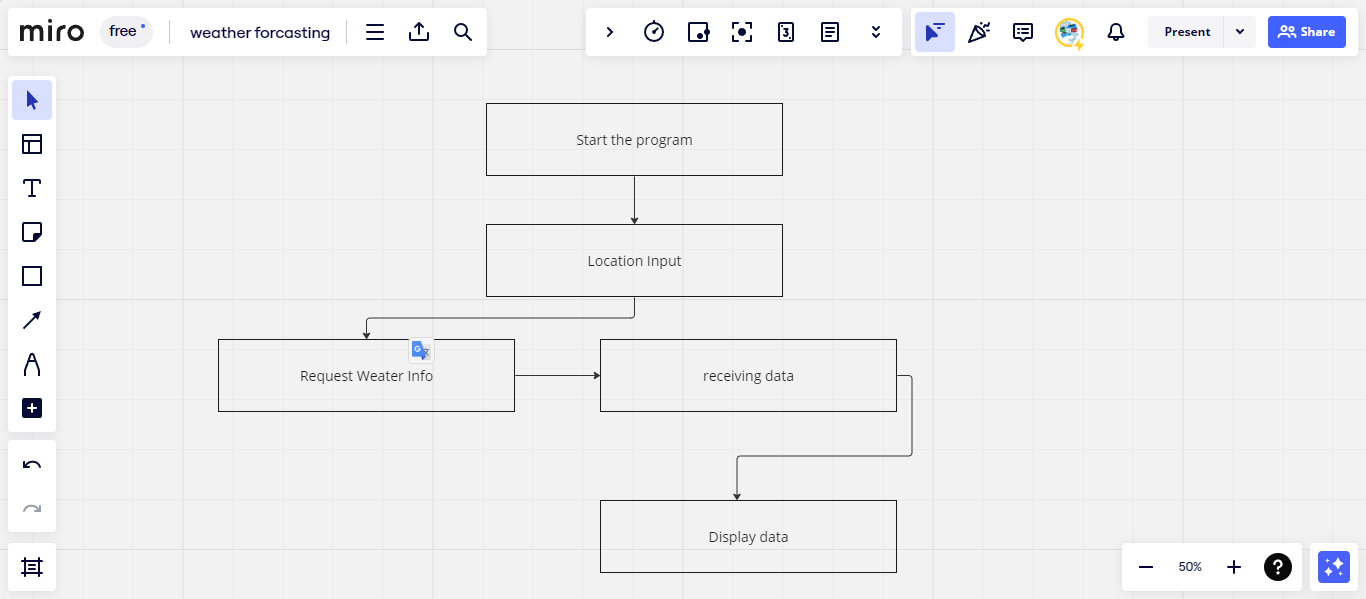 miro free weather forcasting 3 Present Share
Start the program
Location Input
G
Request Weater Info receiving data
Display data
50% ?